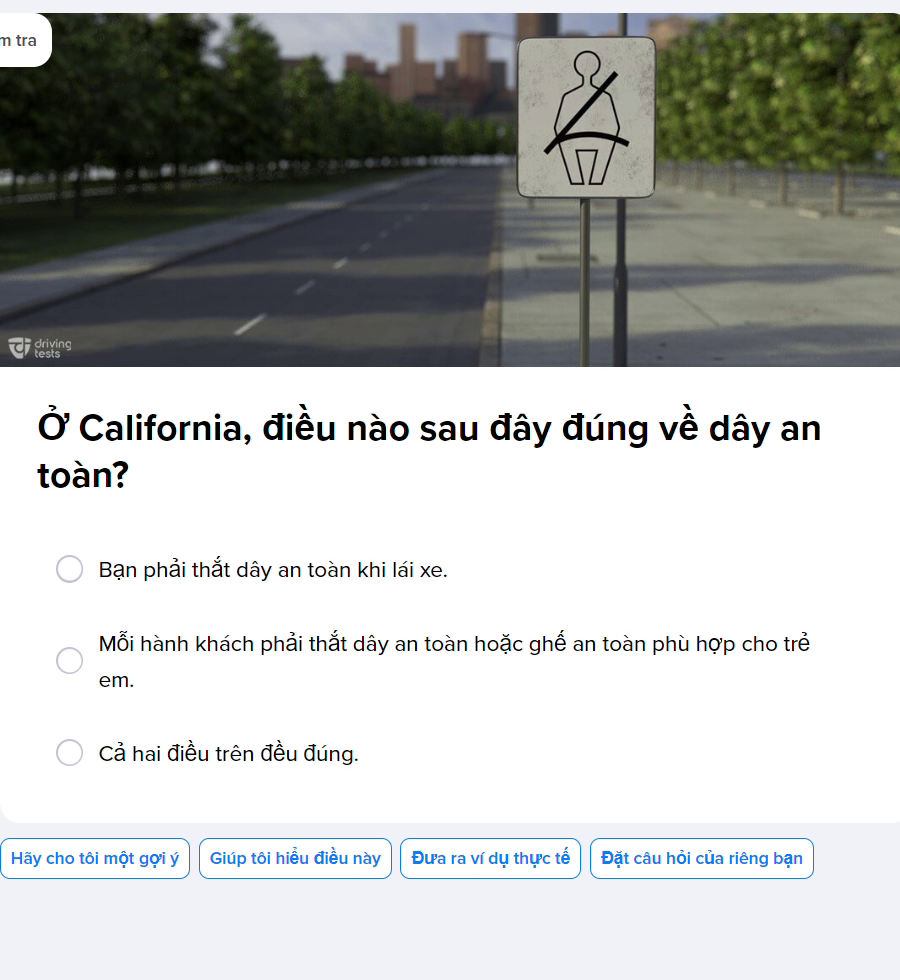 m tra
driving
tests
Ở California, điều nào sau đây đúng về dây an
toàn?
Bạn phải thắt dây an toàn khi lái xe.
Mỗi hành khách phải thắt dây an toàn hoặc ghế an toàn phù hợp cho trẻ
em.
Cả hai điều trên đều đúng.
Hãy cho tôi một gợi ý
Giúp tôi hiểu điều này
Đưa ra ví dụ thực tế
Đặt câu hỏi của riêng bạn